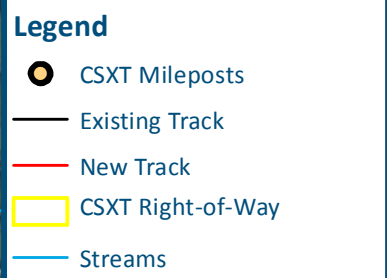 Legend
CSXT Mileposts
Existing Track
New Track
CSXT Right-of-Way
Streams